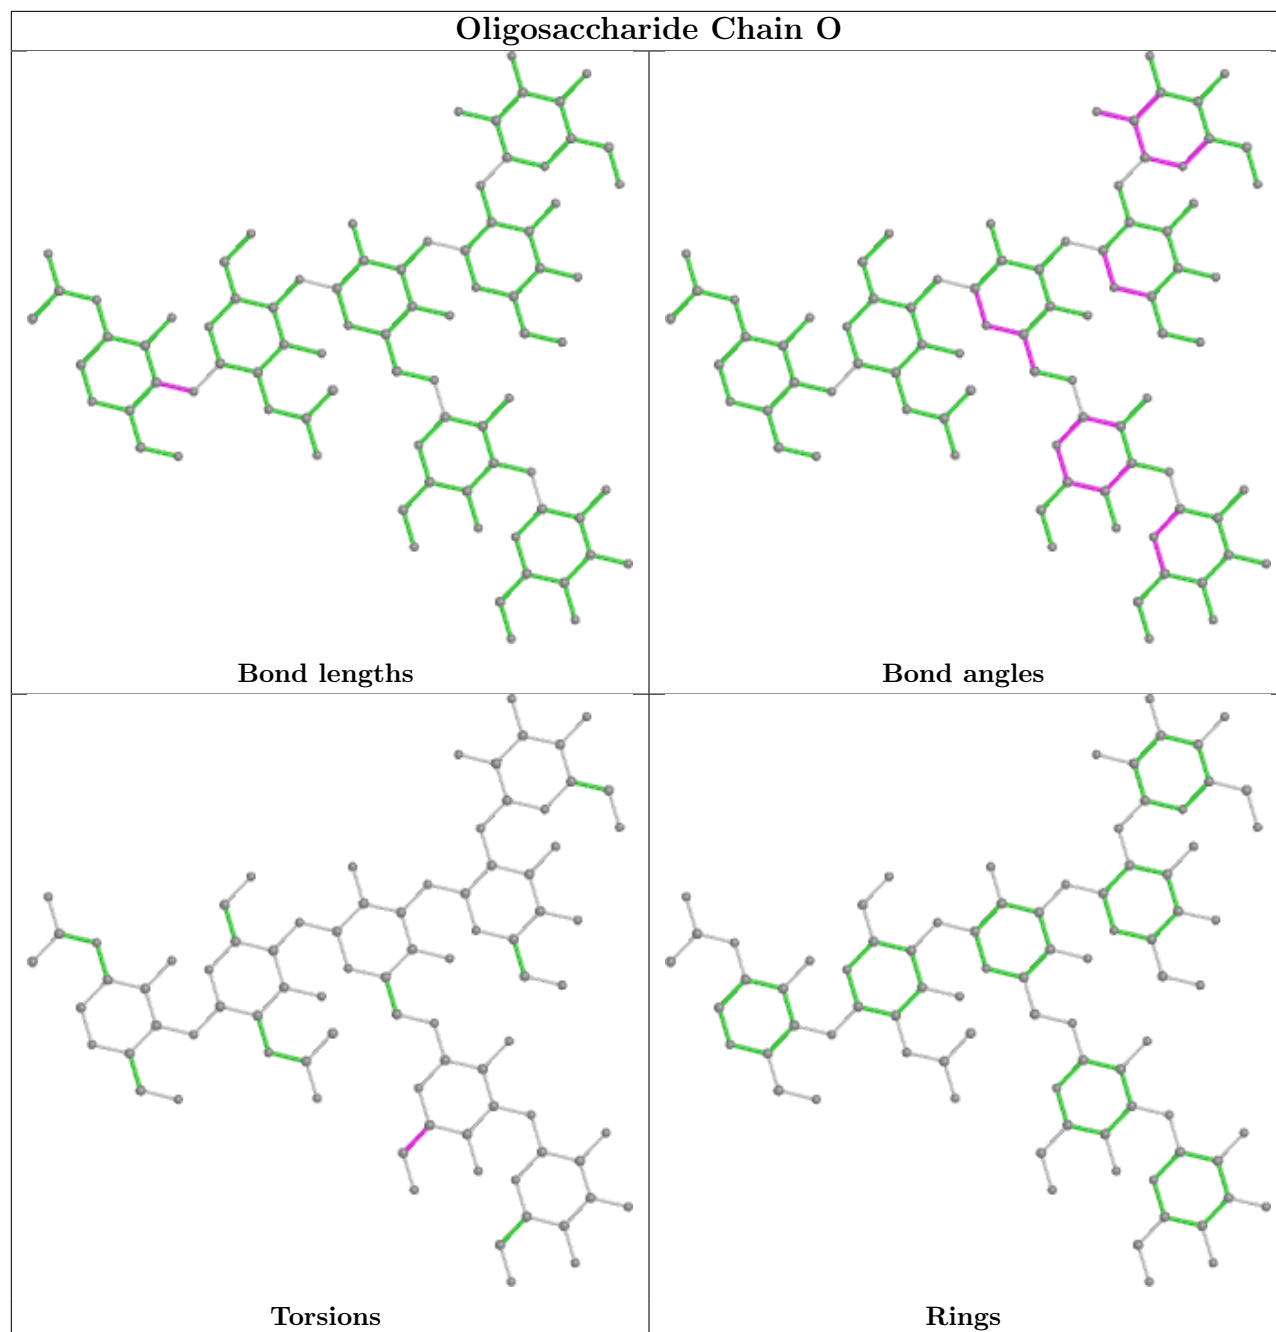 Oligosaccharide Chain O
Bond lengths
Bond angles
Torsions
Rings